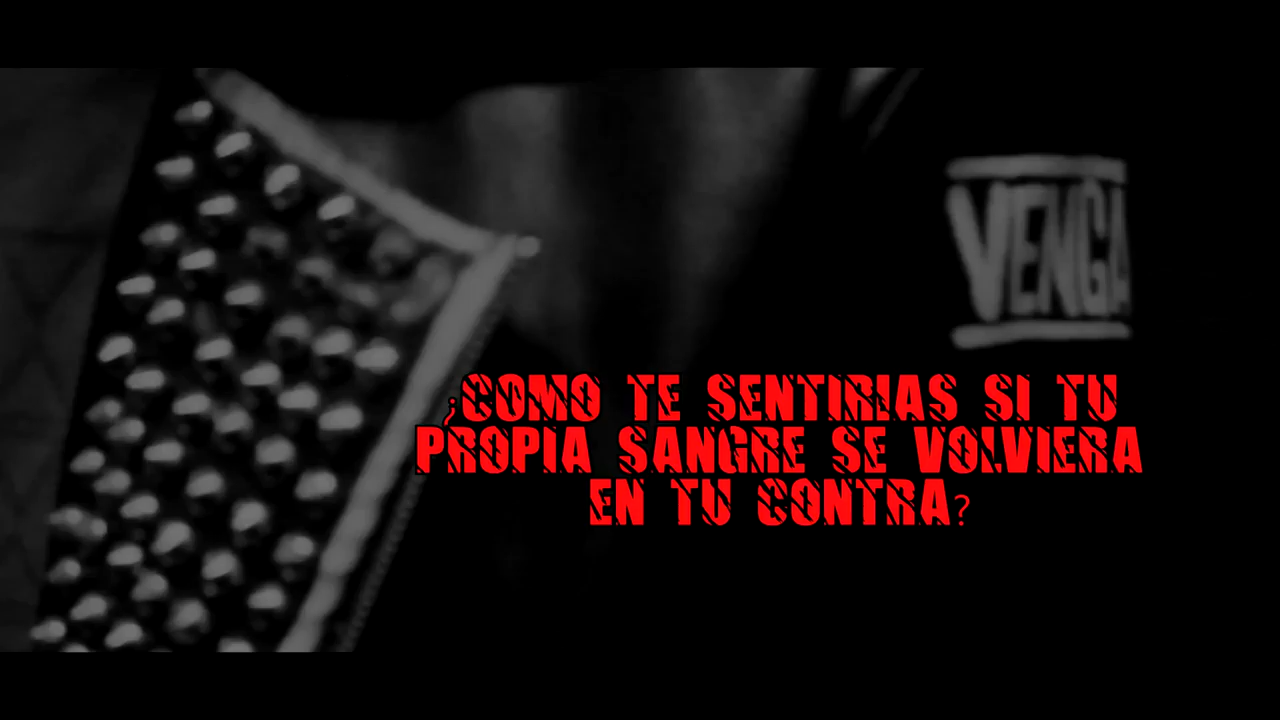 VENGA
¿COMO TE SENTIRIAS SI TU
PROPIA SANGRE SE VOLVIERA
EN TU CONTRA?